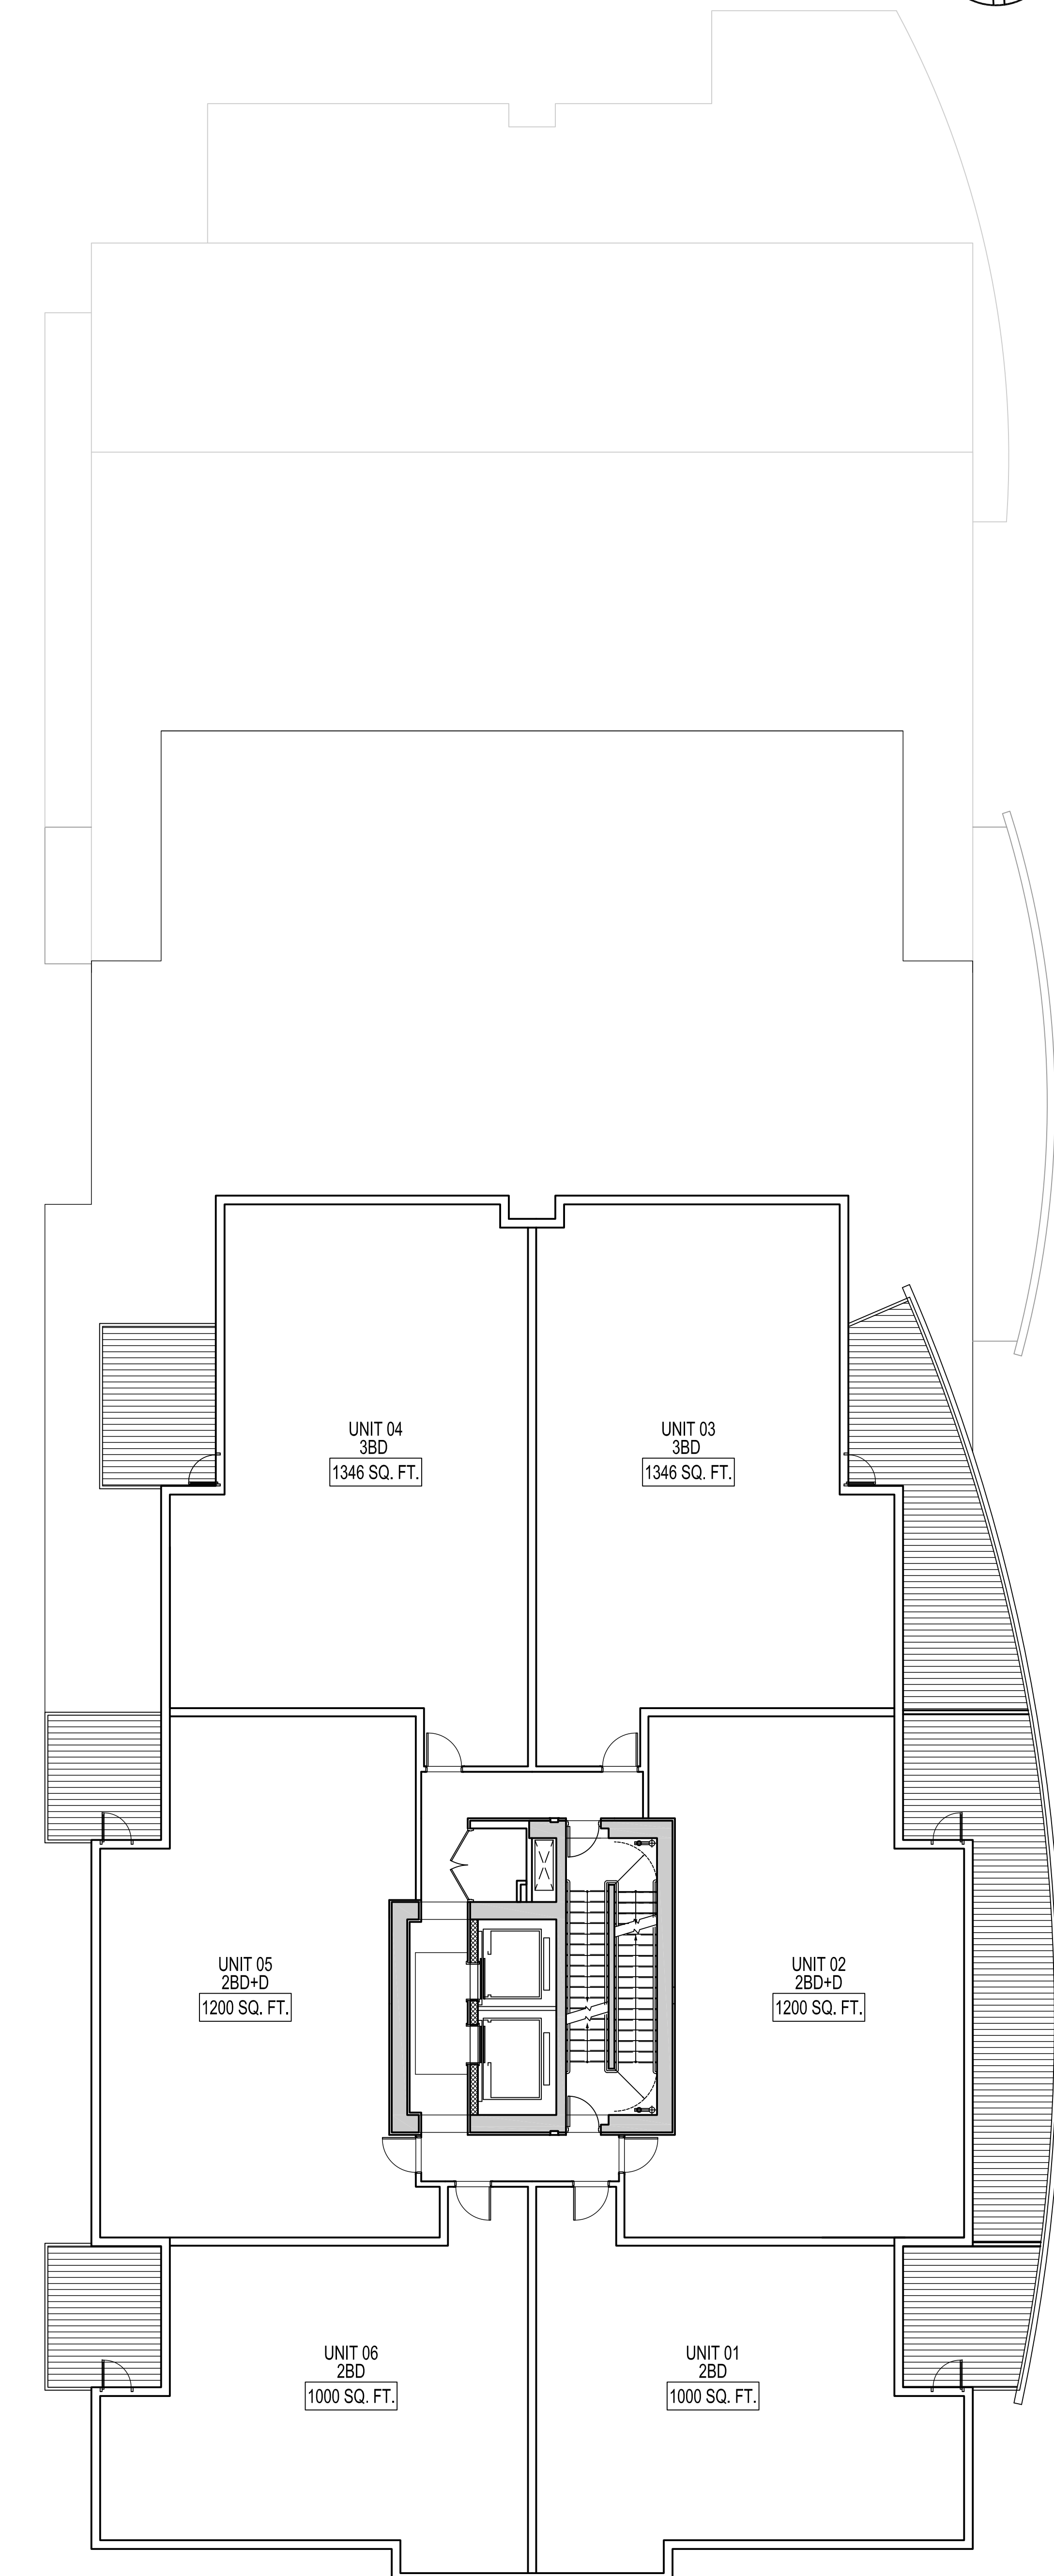 UNIT 04
3BD
1346 SQ. FT.
UNIT 03
3BD
1346 SQ. FT.
UNIT 05
2BD+D
1200 SQ. FT.
UNIT 02
2BD+D
1200 SQ. FT.
UNIT 06
2BD
1000 SQ. FT.
UNIT 01
2BD
1000 SQ. FT.